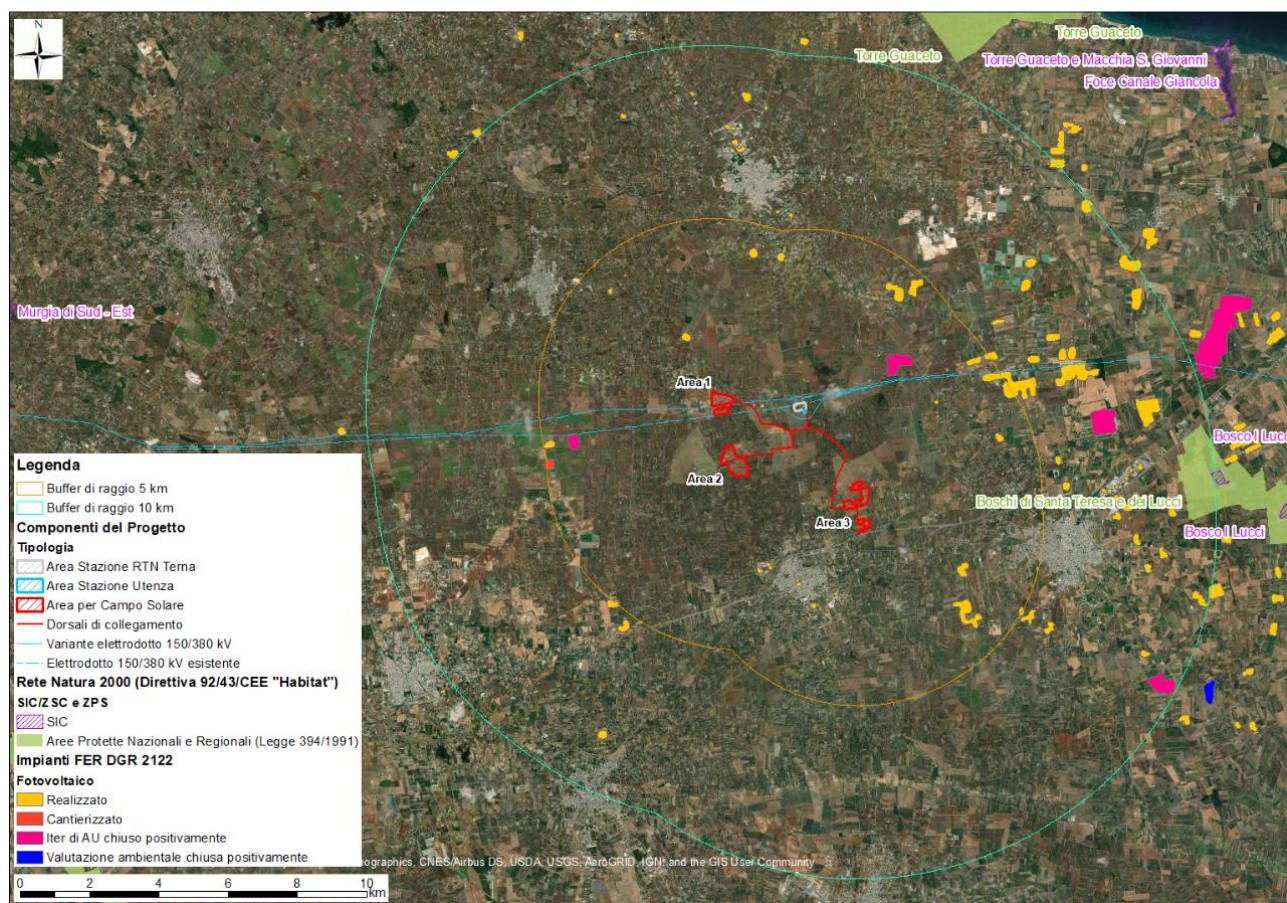 N
Torre Guaceto
Torre Guaceto
Torre Guaceto e Macchia S. Giovanni
Foce Canale Giancola
Murgia di Sud - Est
Area 1
Area 2
Area 3
Bosco I Lucci
Boschi di Santa Teresa e dei Lucci
Bosco I Lucci
Legenda
Buffer di raggio 5 km
Buffer di raggio 10 km
Componenti del Progetto
Tipologia
Area Stazione RTN Terna
Area Stazione Utenza
Area per Campo Solare
Dorsali di collegamento
Variante elettrodotto 150/380 kV
Elettrodotto 150/380 kV esistente
Rete Natura 2000 (Direttiva 92/43/CEE "Habitat")
SIC/ZSC e ZPS
SIC
Aree Protette Nazionali e Regionali (Legge 394/1991)
Impianti FER DGR 2122
Fotovoltaico
Realizzato
Cantierizzato
Iter di AU chiuso positivamente
Valutazione ambientale chiusa positivamente
eographics, CNES/Airbus DS, USDA, USGS, AeroGRID, IGN, and the GIS User Community
0 2 4 6 8 10
km